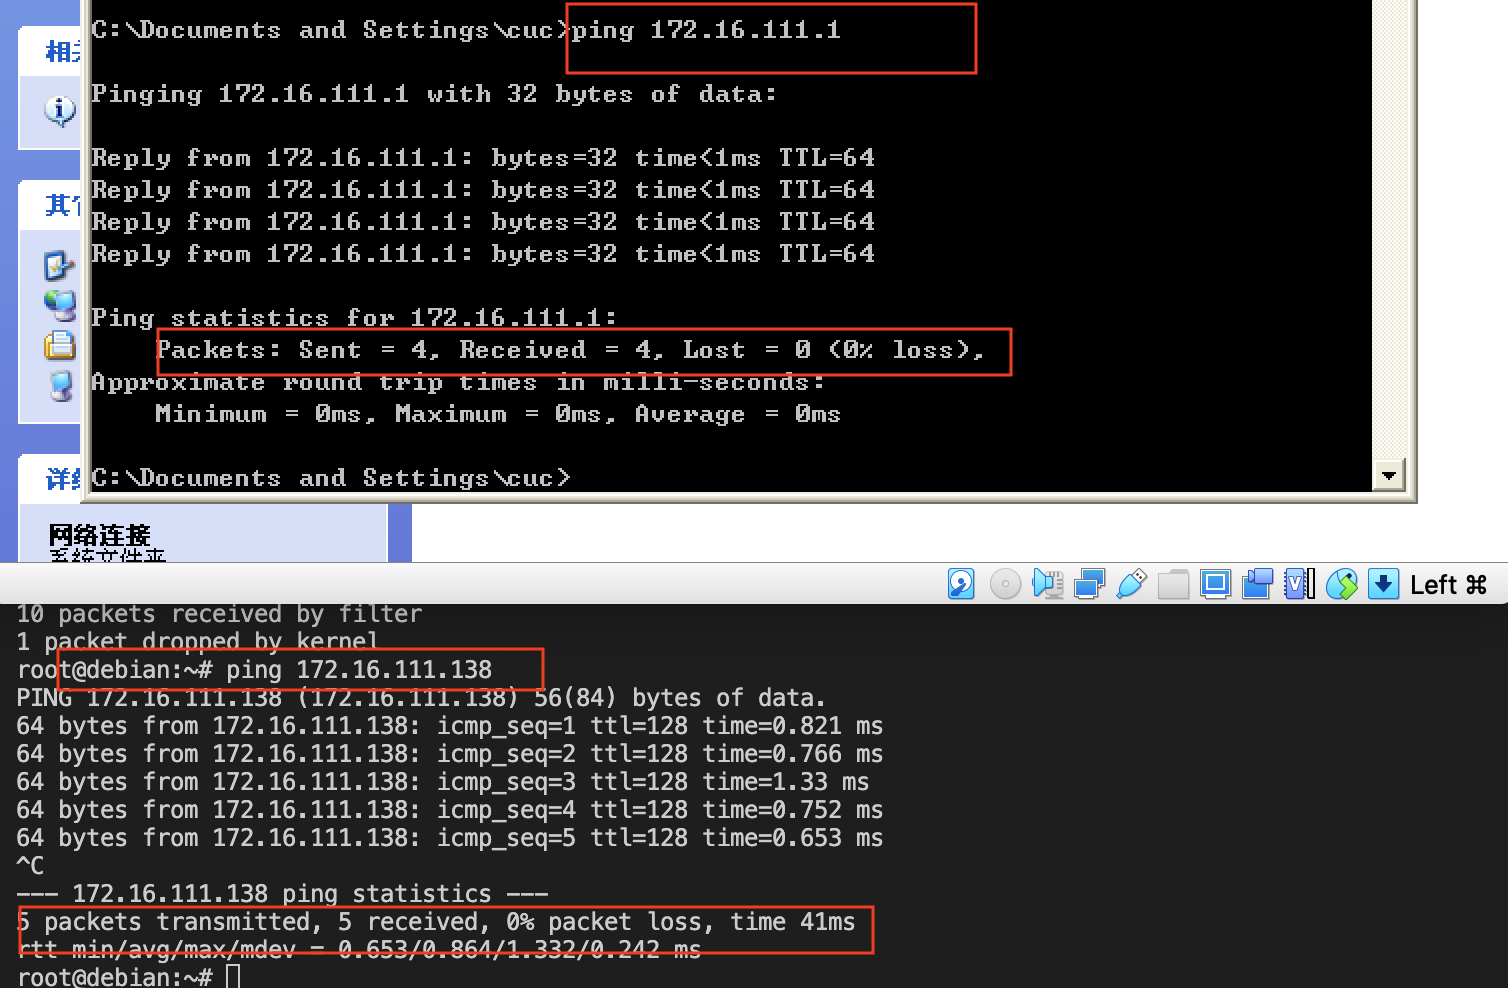 C:\Documents and Settings\cuc>ping 172.16.111.1
相关
Pinging 172.16.111.1 with 32 bytes of data:
Reply from 172.16.111.1: bytes=32 time<1ms TTL=64
Reply from 172.16.111.1: bytes=32 time<1ms TTL=64
其它
Reply from 172.16.111.1: bytes=32 time<1ms TTL=64
Reply from 172.16.111.1: bytes=32 time<1ms TTL=64
Ping statistics for 172.16.111.1:
Packets: Sent = 4, Received = 4, Lost = 0 (0% loss),
Approximate round trip times in milli-seconds:
Minimum = 0ms, Maximum = 0ms, Average = 0ms
详细
C:\Documents and Settings\cuc>
网络连接
系统文件夹
Left ⌘
10 packets received by filter
1 packet dropped by kernel
root@debian:~# ping 172.16.111.138
PING 172.16.111.138 (172.16.111.138) 56(84) bytes of data.
64 bytes from 172.16.111.138: icmp_seq=1 ttl=128 time=0.821 ms
64 bytes from 172.16.111.138: icmp_seq=2 ttl=128 time=0.766 ms
64 bytes from 172.16.111.138: icmp_seq=3 ttl=128 time=1.33 ms
64 bytes from 172.16.111.138: icmp_seq=4 ttl=128 time=0.752 ms
64 bytes from 172.16.111.138: icmp_seq=5 ttl=128 time=0.653 ms
^C
--- 172.16.111.138 ping statistics ---
5 packets transmitted, 5 received, 0% packet loss, time 41ms
rtt min/avg/max/mdev = 0.653/0.864/1.332/0.242 ms
root@debian:~#